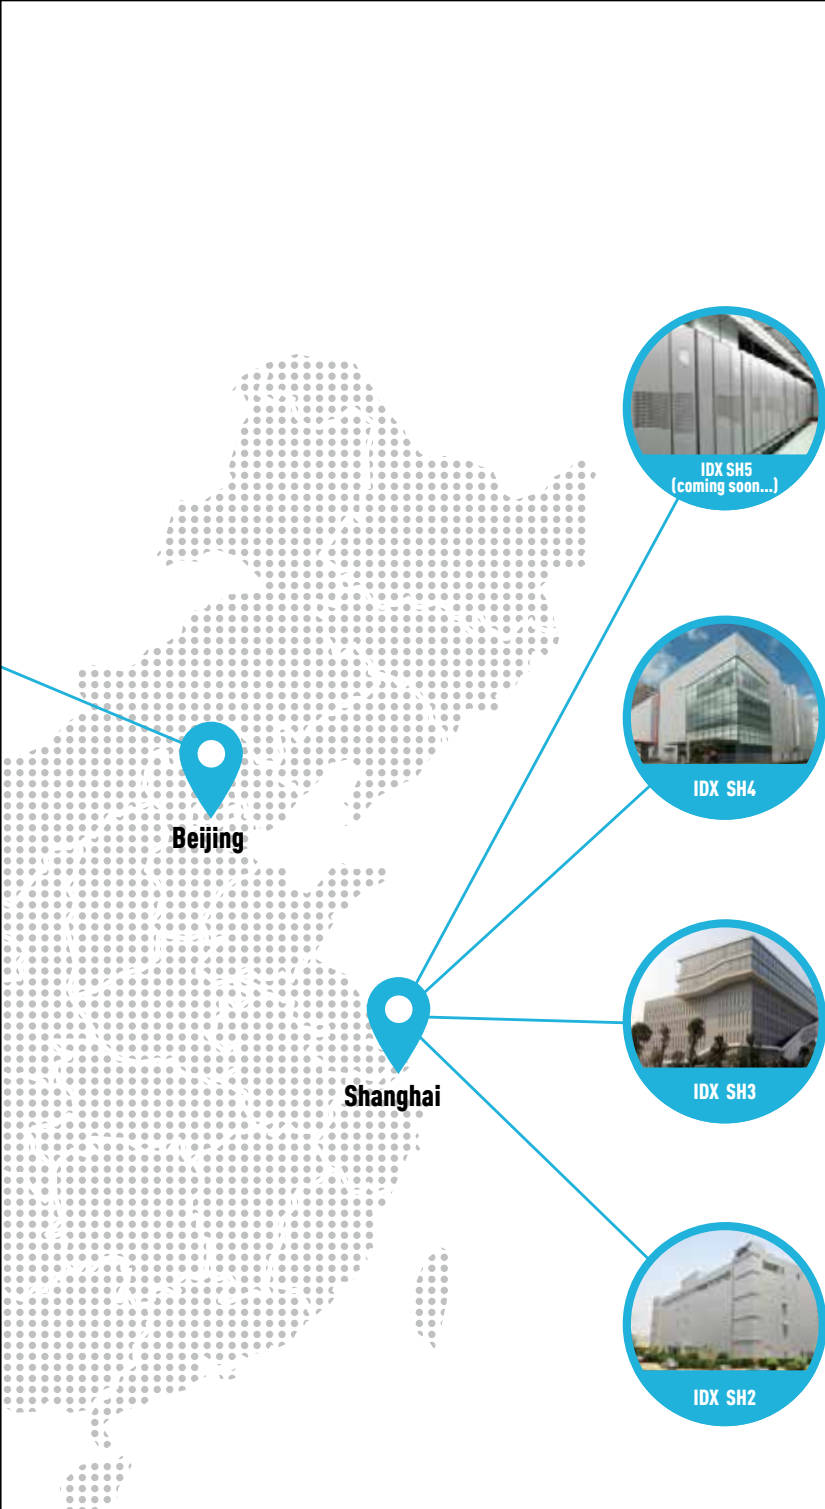 IDX SH5
(coming soon...)
IDX SH4
Beijing
IDX SH3
Shanghai
IDX SH2